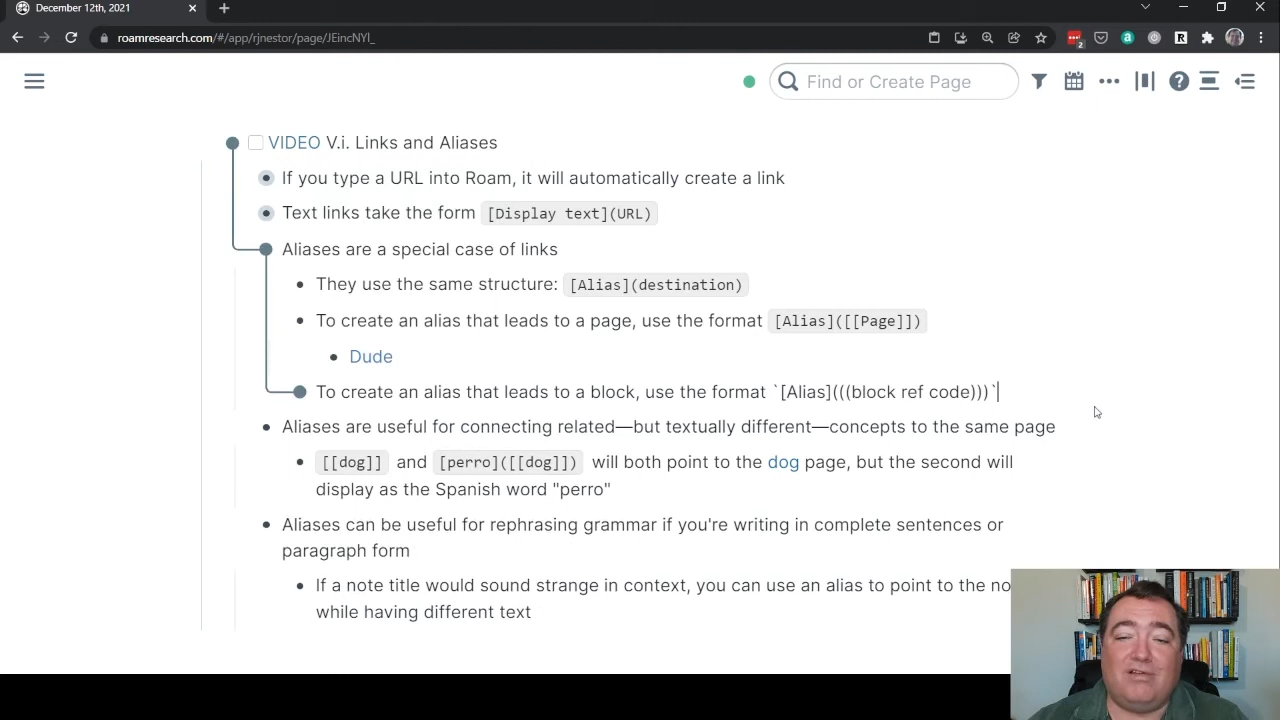 December 12th, 2021
roamresearch.com/#/app/rjnestor/page/JEincNYl_
2
R
Find or Create Page
VIDEO V.i. Links and Aliases
If you type a URL into Roam, it will automatically create a link
Text links take the form [Display text](URL)
Aliases are a special case of links
They use the same structure: [Alias](destination)
To create an alias that leads to a page, use the format [Alias]([[Page]])
Dude
To create an alias that leads to a block, use the format `[Alias](((block ref code)))`
Aliases are useful for connecting related—but textually different—concepts to the same page
[[dog]] and [perro]([[dog]]) will both point to the dog page, but the second will
display as the Spanish word "perro"
Aliases can be useful for rephrasing grammar if you're writing in complete sentences or
paragraph form
If a note title would sound strange in context, you can use an alias to point to the no
while having different text